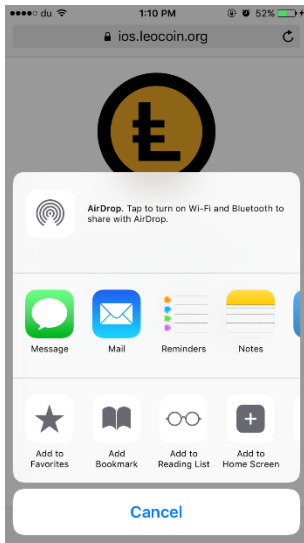 du 1:10 PM 52%
ios.leocoin.org
AirDrop. Tap to turn on Wi-Fi and Bluetooth to
share with AirDrop.
Message Mail Reminders Notes
Add to Add Add to Add to
Favorites Bookmark Reading List Home Screen
Cancel